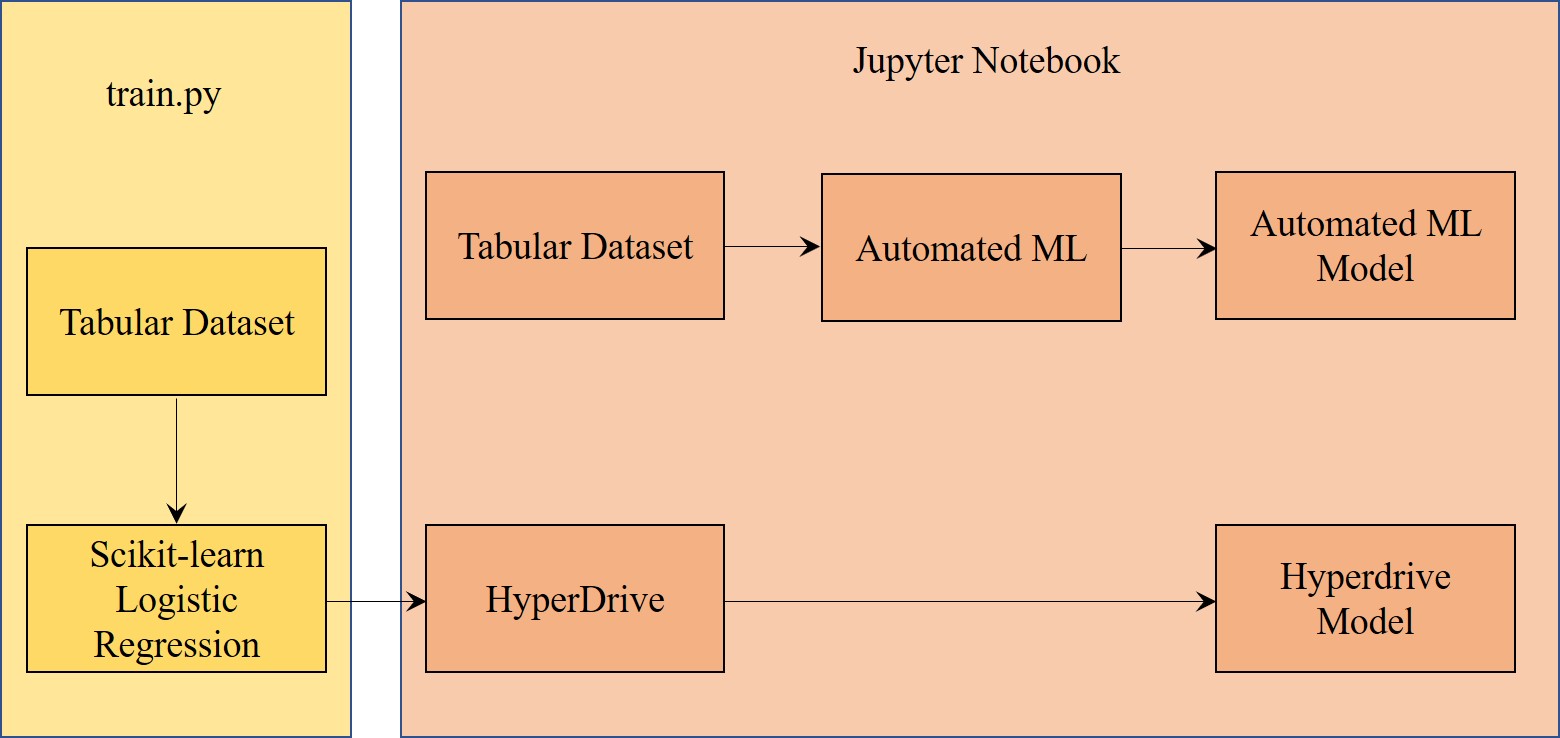 train.py
Tabular Dataset
Scikit-learn
Logistic
Regression
Jupyter Notebook
Tabular Dataset
Automated ML
Automated ML
Model
HyperDrive
Hyperdrive
Model